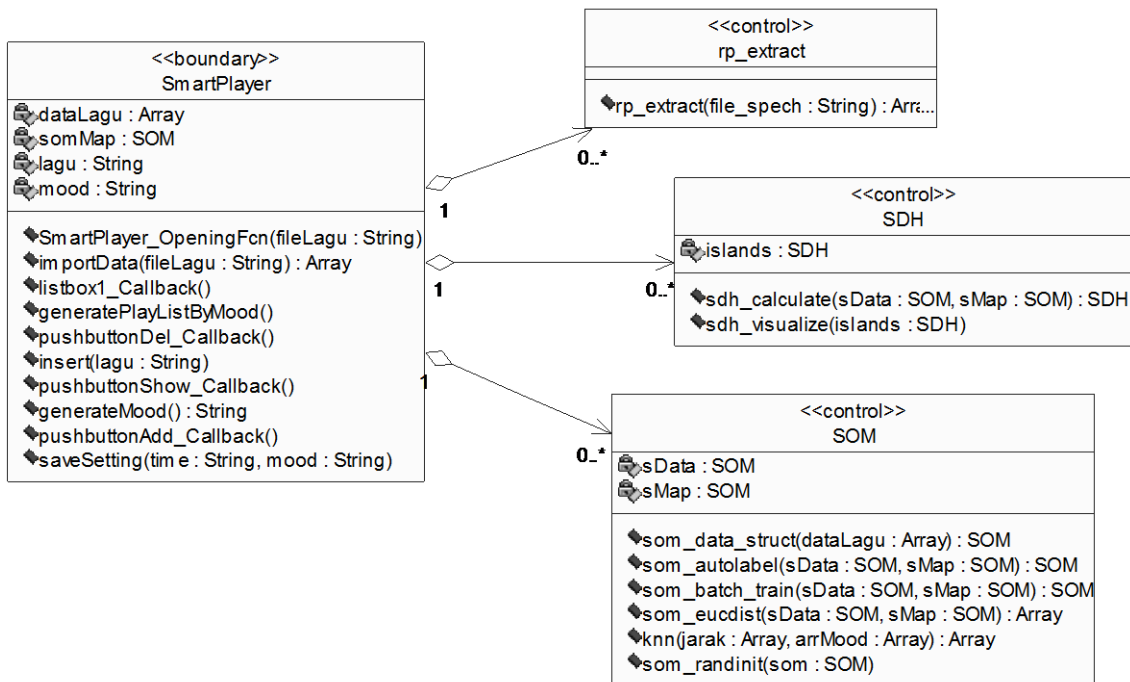 <<boundary>>
SmartPlayer
dataLagu : Array
somMap : SOM
lagu : String
mood : String
SmartPlayer_OpeningFcn(fileLagu : String)
importData(fileLagu : String) : Array
listbox1_Callback()
generatePlayListByMood()
pushbuttonDel_Callback()
insert(lagu : String)
pushbuttonShow_Callback()
generateMood() : String
pushbuttonAdd_Callback()
saveSetting(time : String, mood : String)
1
0..*
<<control>>
rp_extract
rp_extract(file_spech : String) : Arra...
1
0..*
<<control>>
SDH
islands : SDH
sdh_calculate(sData : SOM, sMap : SOM) : SDH
sdh_visualize(islands : SDH)
1
0..*
<<control>>
SOM
sData : SOM
sMap : SOM
som_data_struct(dataLagu : Array) : SOM
som_autolabel(sData : SOM, sMap : SOM) : SOM
som_batch_train(sData : SOM, sMap : SOM) : SOM
som_eucdist(sData : SOM, sMap : SOM) : Array
knn(jarak : Array, arrMood : Array) : Array
som_randinit(som : SOM)